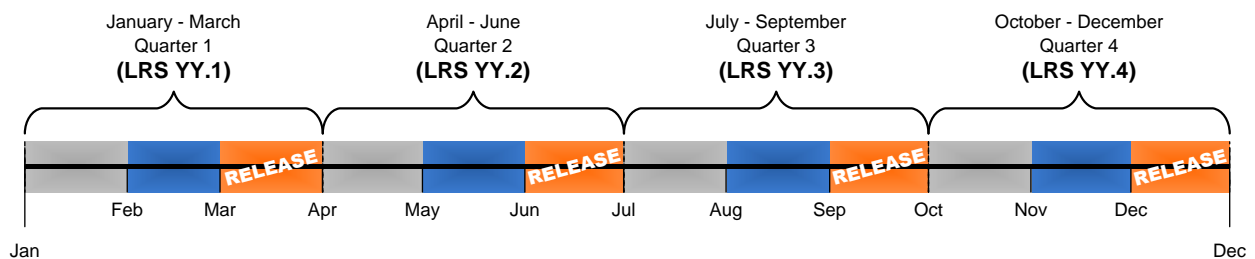 January - March
Quarter 1
(LRS YY.1)
April - June
Quarter 2
(LRS YY.2)
July - September
Quarter 3
(LRS YY.3)
October - December
Quarter 4
(LRS YY.4)
RELEASE
RELEASE
RELEASE
RELEASE
Feb Mar Apr May Jun Jul Aug Sep Oct Nov Dec
Jan Dec